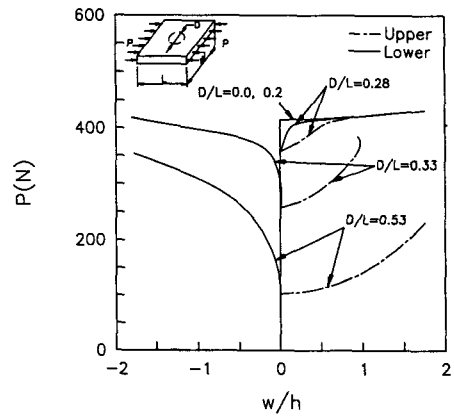 600
400
200
0
P(N)
-2
-1
0
1
2
w/h
D
P
P
L
Upper
Lower
D/L=0.0, 0.2
D/L=0.28
D/L=0.33
D/L=0.53